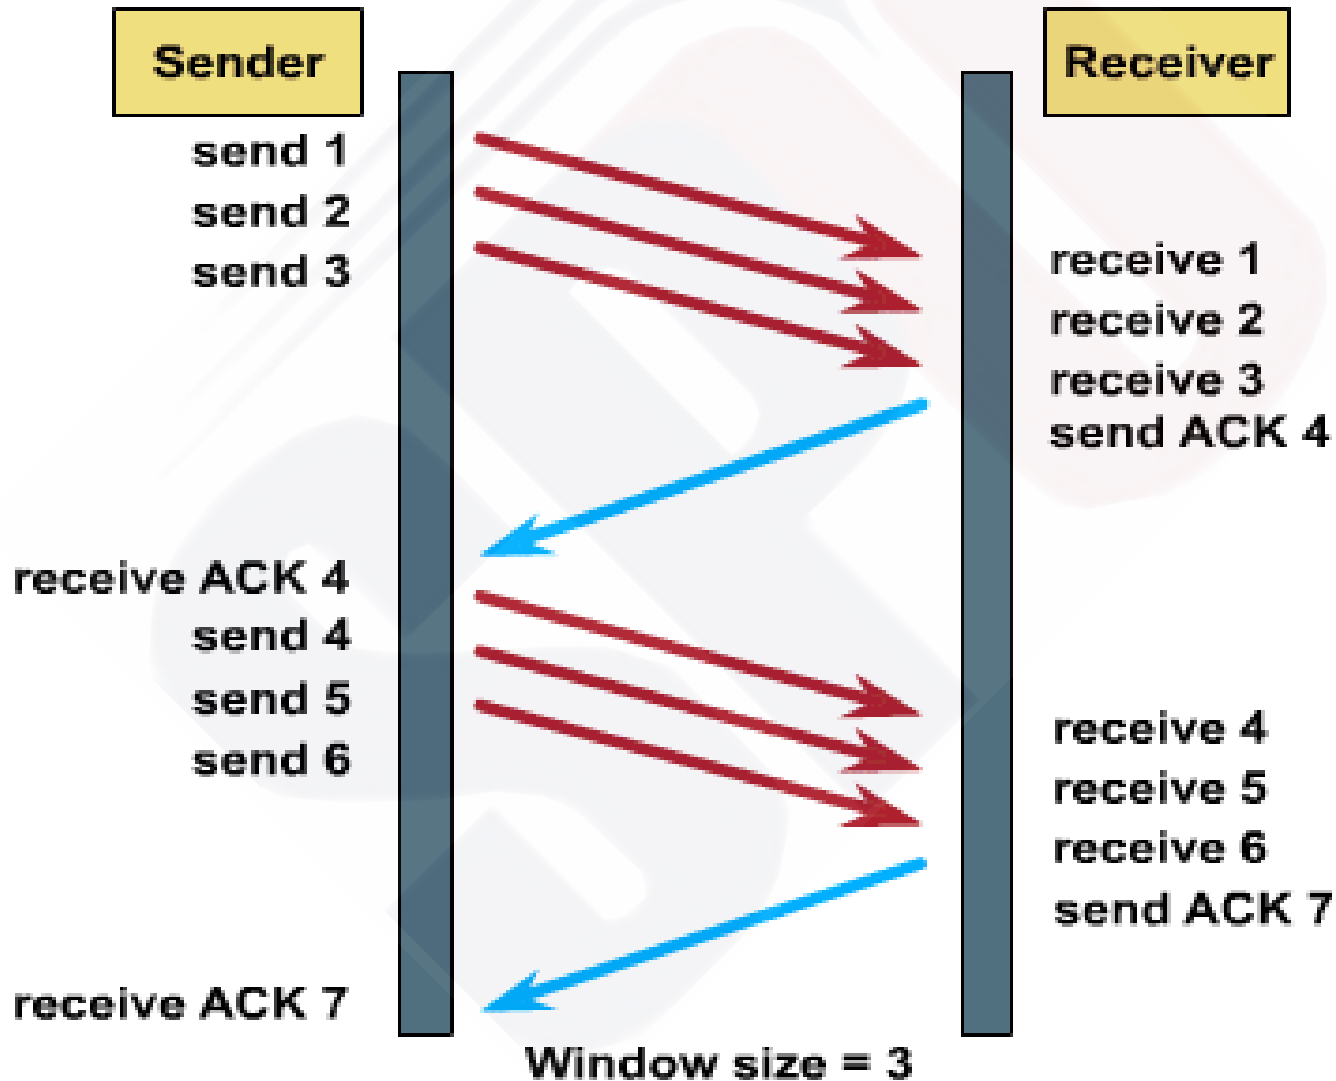 Sender
Receiver
send 1
send 2
send 3
receive 1
receive 2
receive 3
send ACK 4
receive ACK 4
send 4
send 5
send 6
receive 4
receive 5
receive 6
send ACK 7
receive ACK 7
Window size = 3